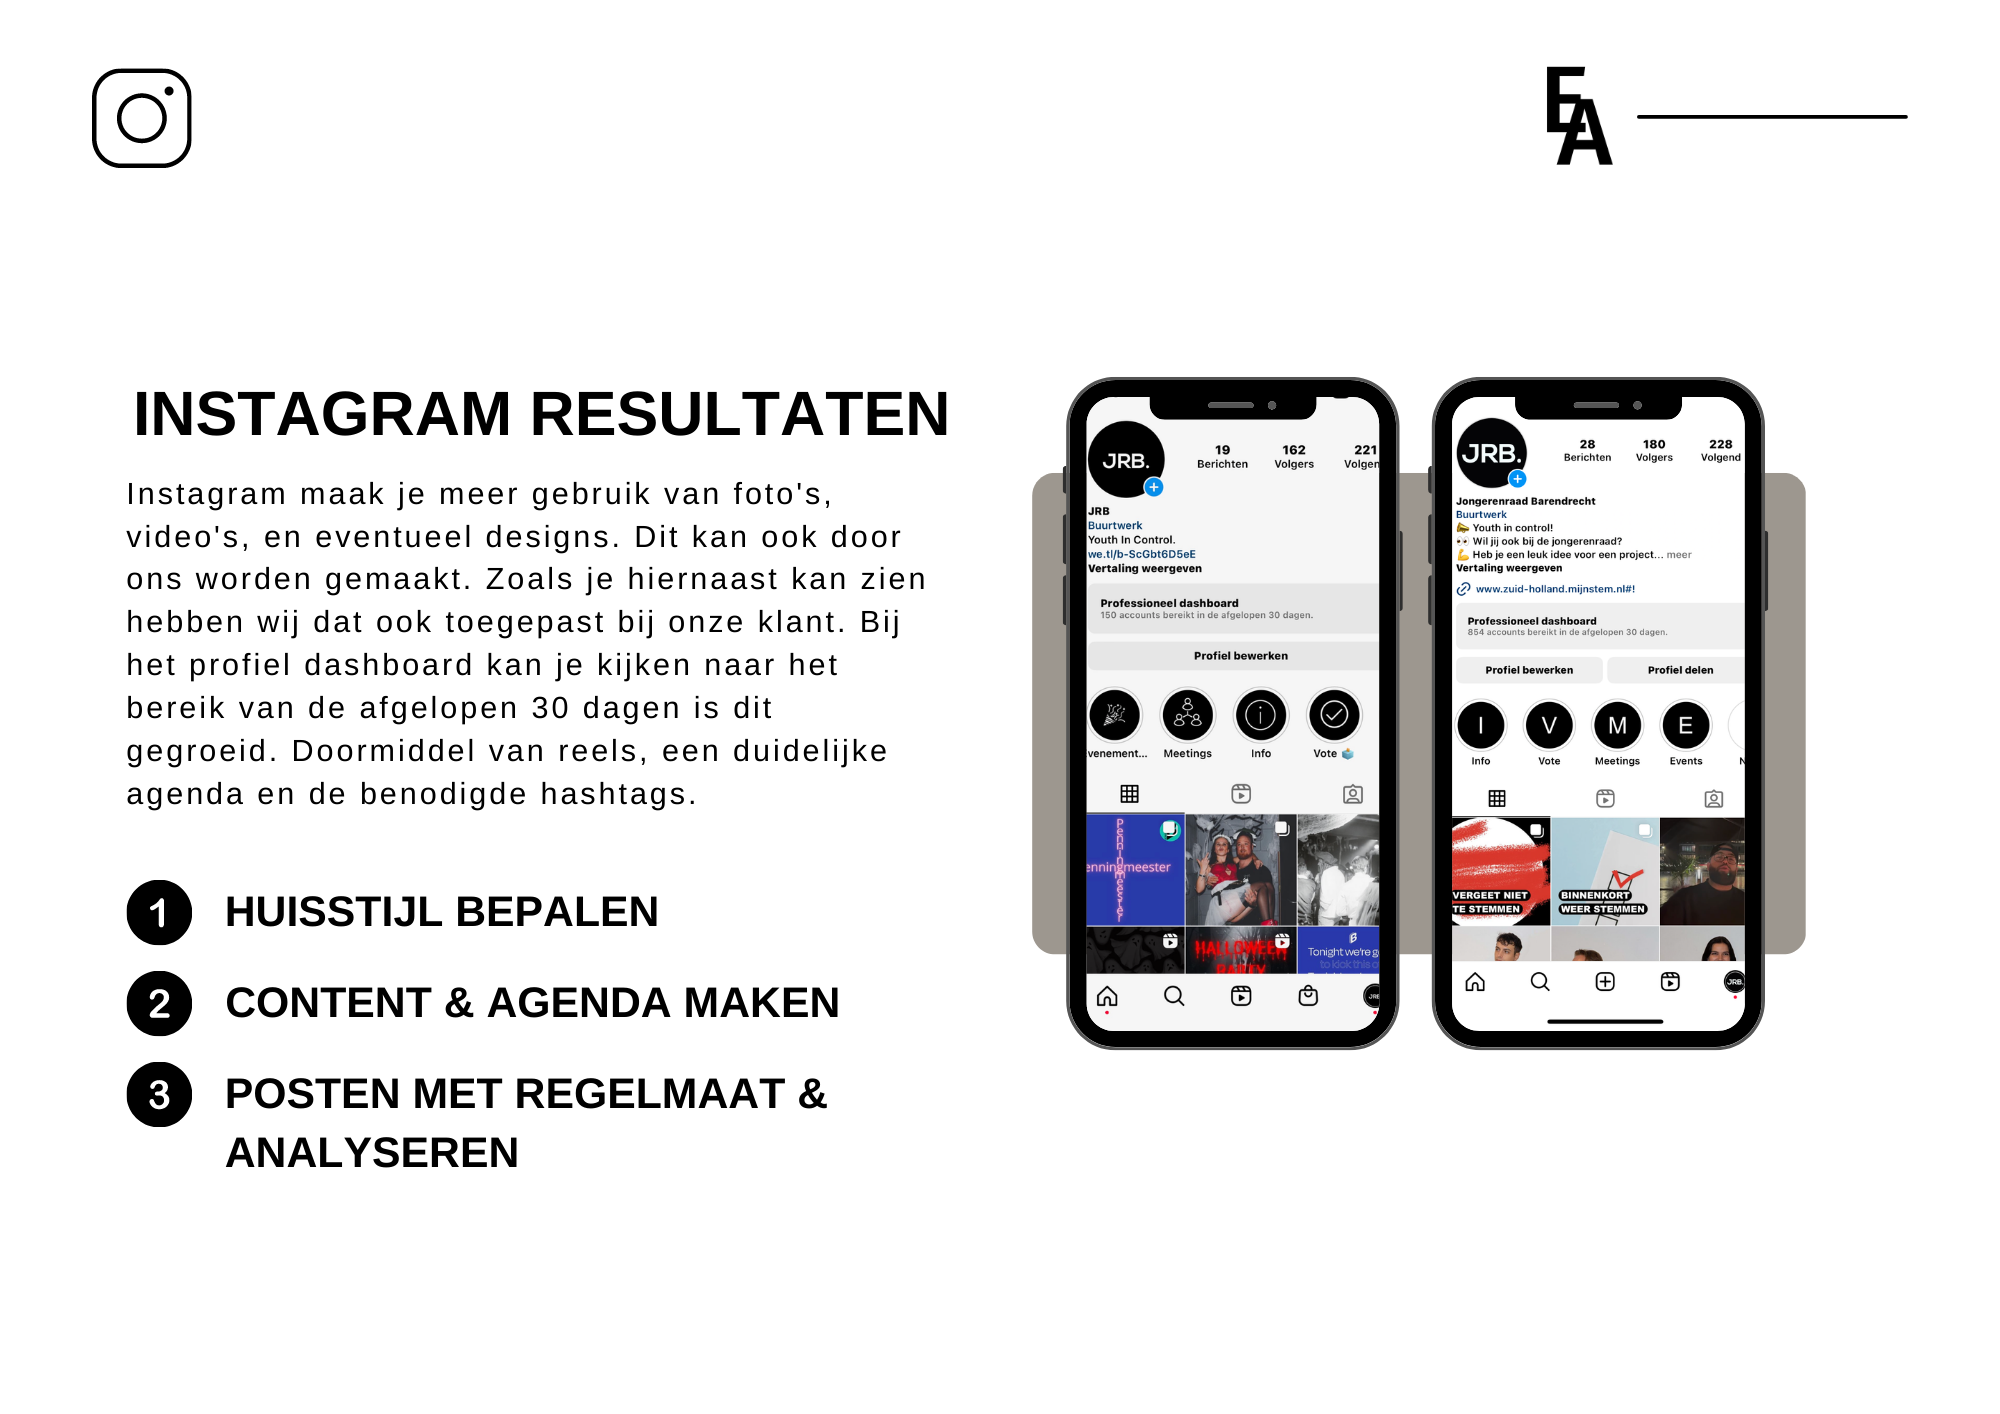 EA
INSTAGRAM RESULTATEN
Instagram maak je meer gebruik van foto's,
video's, en eventueel designs. Dit kan ook door
ons worden gemaakt. Zoals je hiernaast kan zien
hebben wij dat ook toegepast bij onze klant. Bij
het profiel dashboard kan je kijken naar het
bereik van de afgelopen 30 dagen is dit
gegroeid. Doormiddel van reels, een duidelijke
agenda en de benodigde hashtags.
1 HUISSTIJL BEPALEN
2 CONTENT & AGENDA MAKEN
3 POSTEN MET REGELMAAT &
ANALYSEREN
JRB.
19 162 221
Berichten Volgers Volgen
JRB
Buurtwerk
Youth In Control.
we.tl/b-ScGbt6D5eE
Vertaling weergeven
Professioneel dashboard
150 accounts bereikt in de afgelopen 30 dagen.
Profiel bewerken
venement... Meetings Info Vote
Penningmeester
enningmeester
HALLOWEEN
PARTY
Tonight we're g
to kick this o
JRB
JRB.
28 180 228
Berichten Volgers Volgend
Jongerenraad Barendrecht
Buurtwerk
Youth in control!
Wil jij ook bij de jongerenraad?
Heb je een leuk idee voor een project... meer
Vertaling weergeven
www.zuid-holland.mijnstem.nl#!
Professioneel dashboard
854 accounts bereikt in de afgelopen 30 dagen.
Profiel bewerken Profiel delen
I V M E
Info Vote Meetings Events N
VERGEET NIET
TE STEMMEN
BINNENKORT
WEER STEMMEN
JRB.